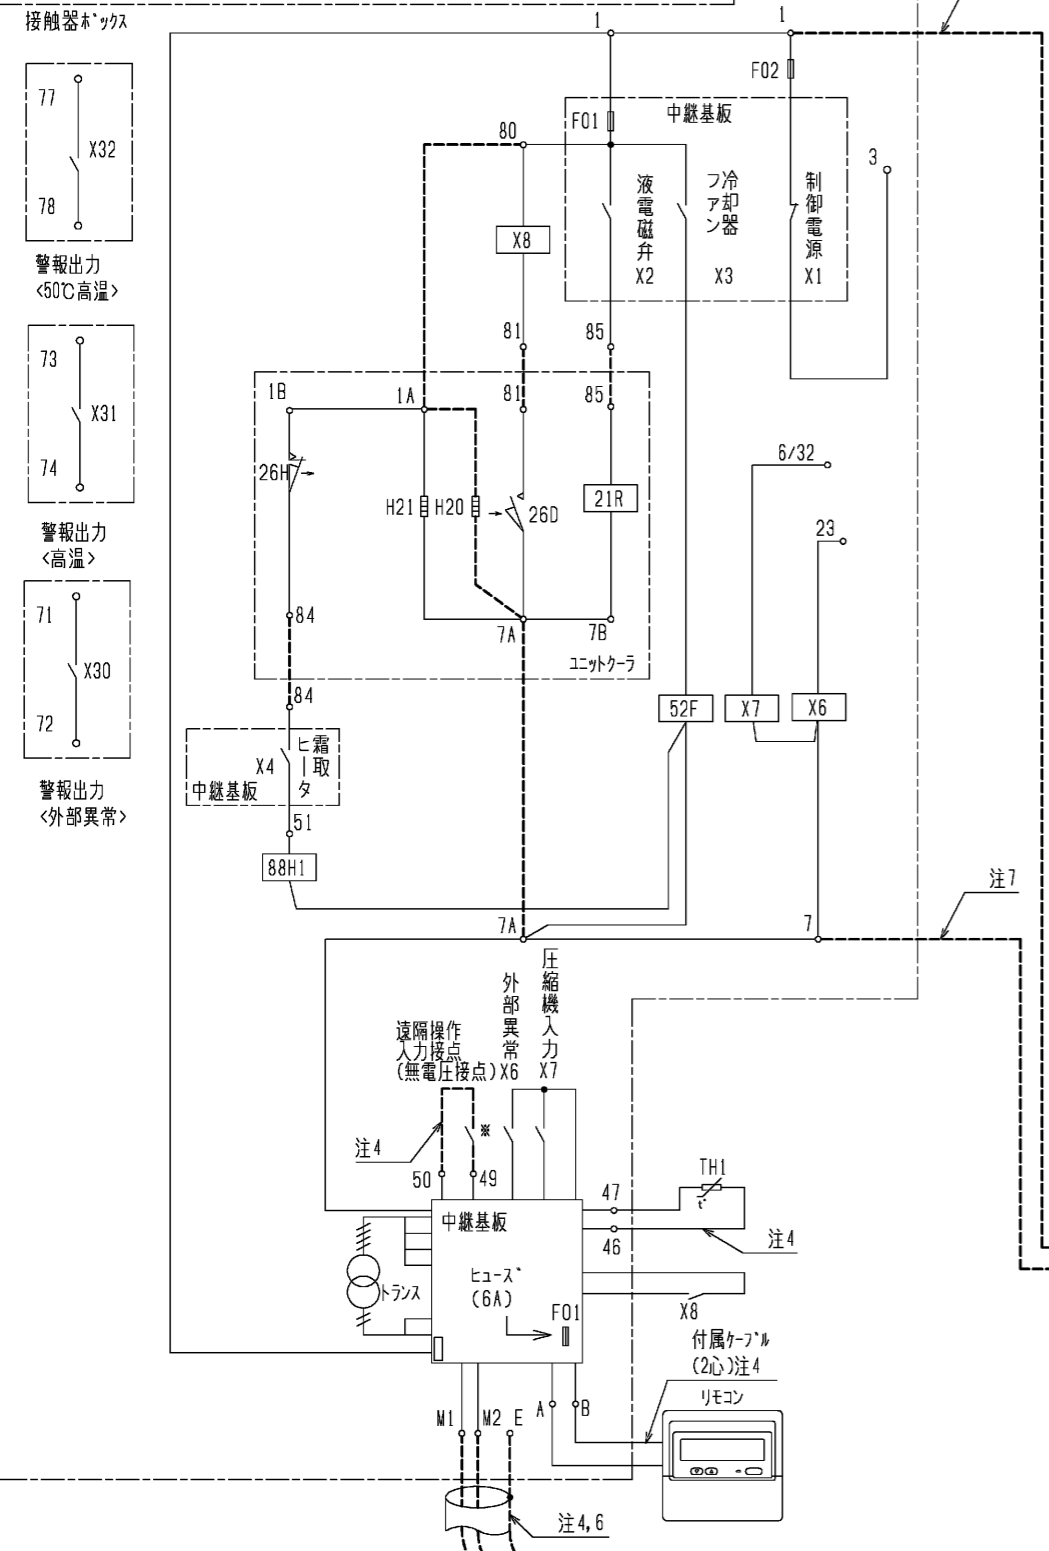 接触器ボックス
77
X32
78
警報出力
<50℃高温>
73
X31
74
警報出力
<高温>
71
X30
72
警報出力
<外部異常>
1
1
F02
F01
中継基板
80
3
液電磁弁
X2
冷却器
ファン
X3
制御電源
X1
X8
81
85
1B
1A
81
85
26H
H21
H20
26D
21R
6/32
23
84
7A
7B
ユニットクーラ
84
52F
X7
X6
X4
霜取
ヒータ
中継基板
51
88H1
7A
7
注7
遠隔操作
入力接点
(無電圧接点)
外部異常
X6
圧縮機入力
X7
※
注4
50
49
47
46
TH1
t°
注4
中継基板
ヒューズ
(6A)
F01
トランス
X8
付属ケーブル
(2心)注4
リモコン
M1
M2
E
A
B
注4,6